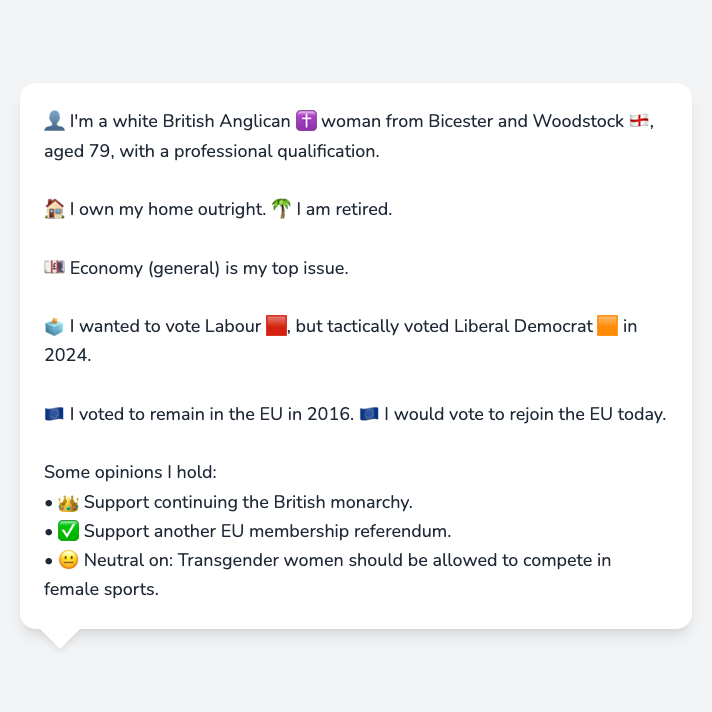 👤 I'm a white British Anglican ✝️ woman from Bicester and Woodstock 🏴󠁧󠁢󠁥󠁮󠁧󠁿,
aged 79, with a professional qualification.
🏠 I own my home outright. 🌴 I am retired.
💷 Economy (general) is my top issue.
🗳️ I wanted to vote Labour 🟥, but tactically voted Liberal Democrat 🟧 in
2024.
🇪🇺 I voted to remain in the EU in 2016. 🇪🇺 I would vote to rejoin the EU today.
Some opinions I hold:
• 👑 Support continuing the British monarchy.
• ✅ Support another EU membership referendum.
• 😐 Neutral on: Transgender women should be allowed to compete in
female sports.